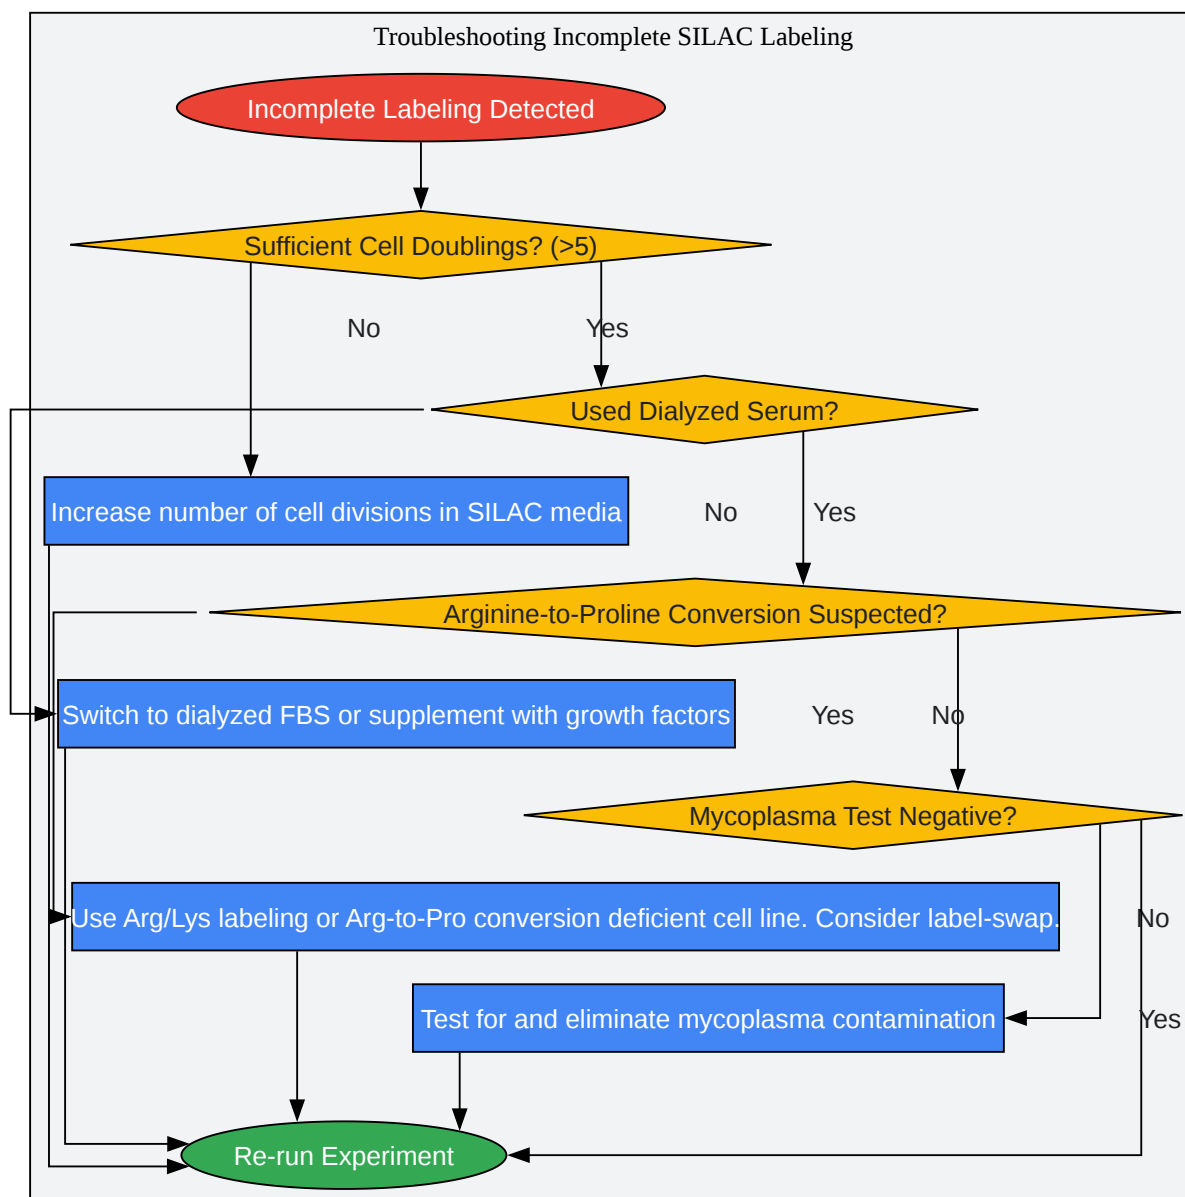 Troubleshooting Incomplete SILAC Labeling
Incomplete Labeling Detected
Sufficient Cell Doublings? (>5)
No
Yes
Used Dialyzed Serum?
Increase number of cell divisions in SILAC media
No
Yes
Arginine-to-Proline Conversion Suspected?
Switch to dialyzed FBS or supplement with growth factors
Yes
No
Mycoplasma Test Negative?
Use Arg/Lys labeling or Arg-to-Pro conversion deficient cell line. Consider label-swap.
No
Test for and eliminate mycoplasma contamination
Yes
Re-run Experiment